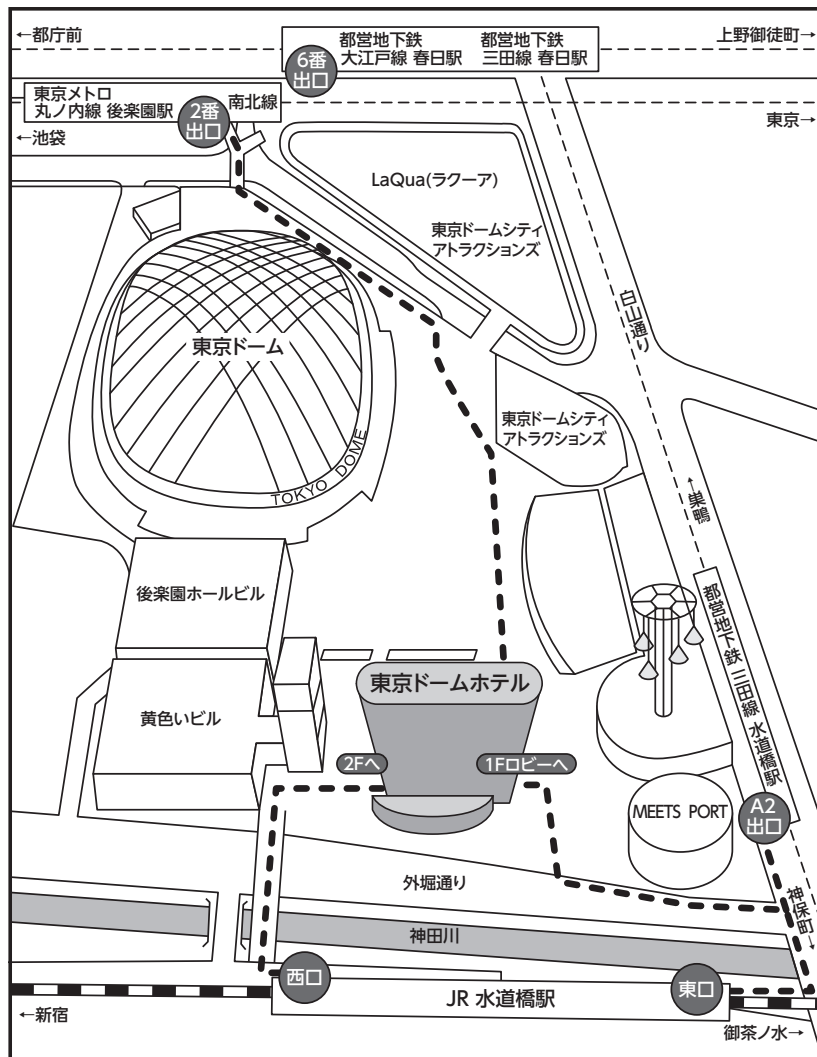 ←都庁前
都営地下鉄
大江戸線 春日駅
都営地下鉄
三田線 春日駅
上野御徒町→
6番
出口
東京メトロ
丸ノ内線 後楽園駅
南北線
2番
出口
←池袋
東京→
LaQua(ラクーア)
東京ドームシティ
アトラクションズ
白山通り
東京ドーム
東京ドームシティ
アトラクションズ
TOKYO DOME
←巣鴨
後楽園ホールビル
都営地下鉄 三田線 水道橋駅
東京ドームホテル
黄色いビル
2Fへ
1Fロビーへ
MEETS PORT
A2
出口
外堀通り
神保町→
神田川
西口
JR 水道橋駅
東口
←新宿
御茶ノ水→